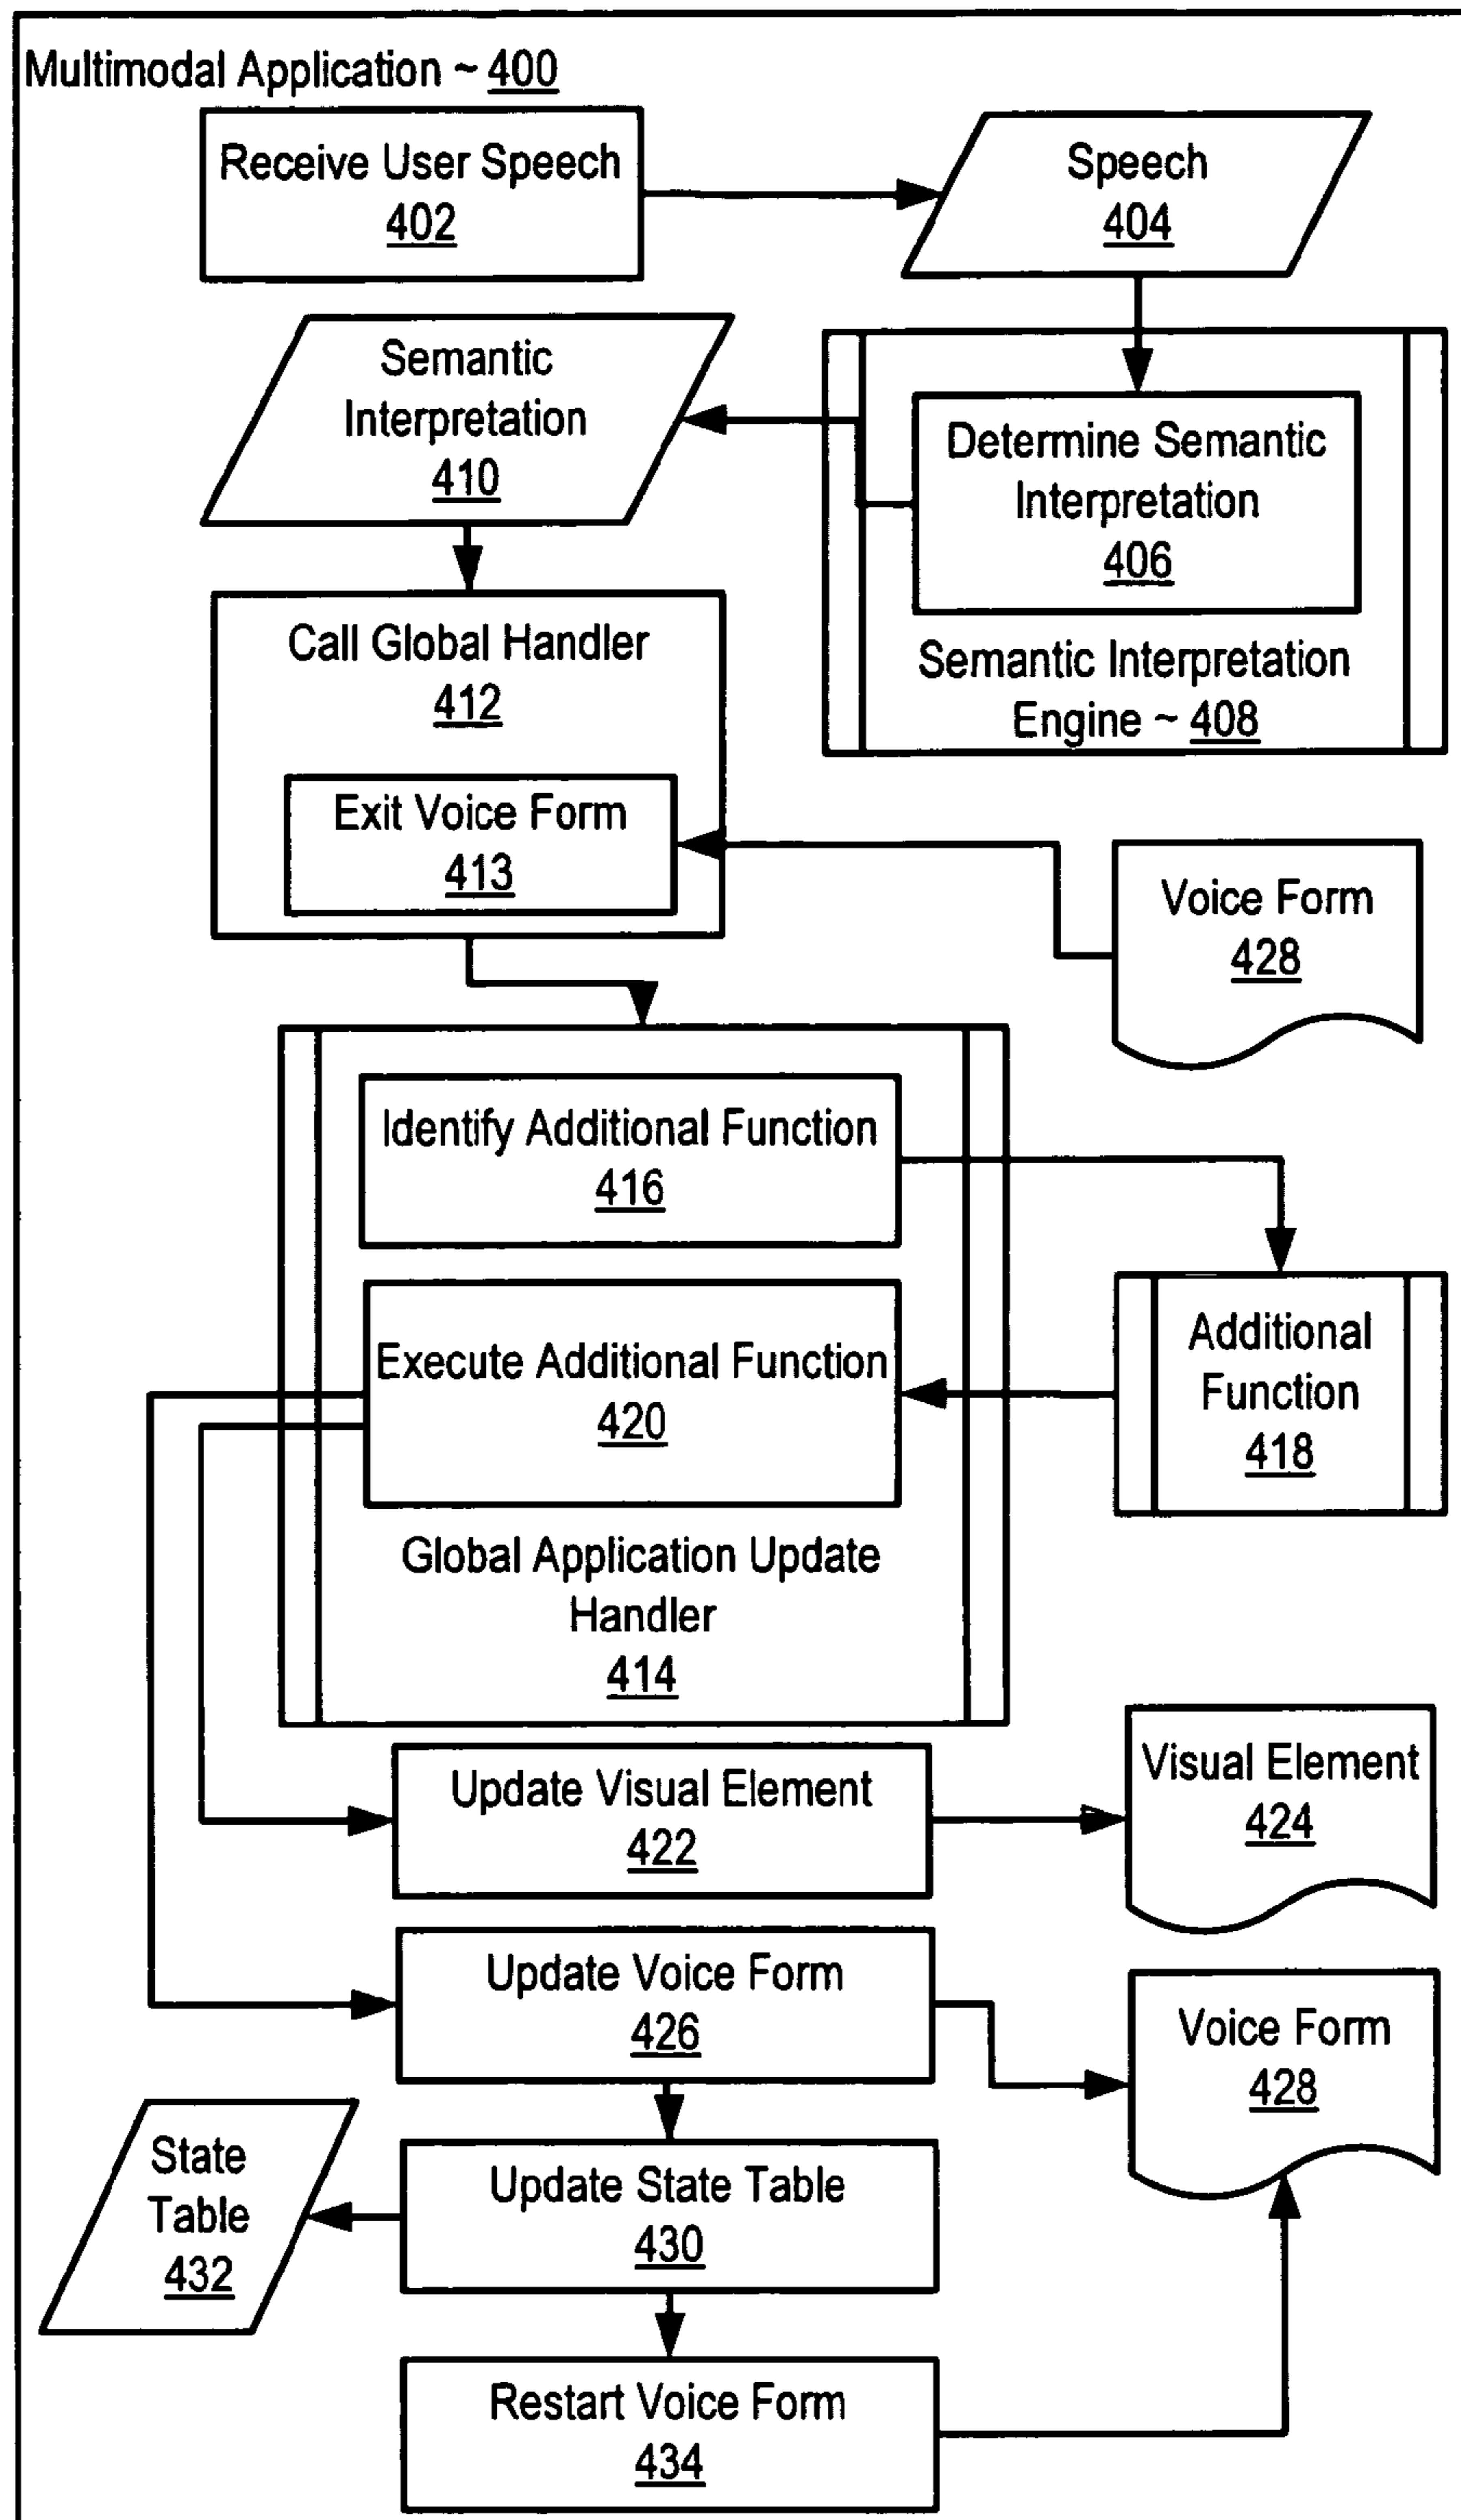 Multimodal Application ~ 400
Receive User Speech
402
Speech
404
Semantic
Interpretation
410
Determine Semantic
Interpretation
406
Semantic Interpretation
Engine ~ 408
Call Global Handler
412
Exit Voice Form
413
Voice Form
428
Identify Additional Function
416
Execute Additional Function
420
Additional
Function
418
Global Application Update
Handler
414
Update Visual Element
422
Visual Element
424
Update Voice Form
426
Voice Form
428
State
Table
432
Update State Table
430
Restart Voice Form
434